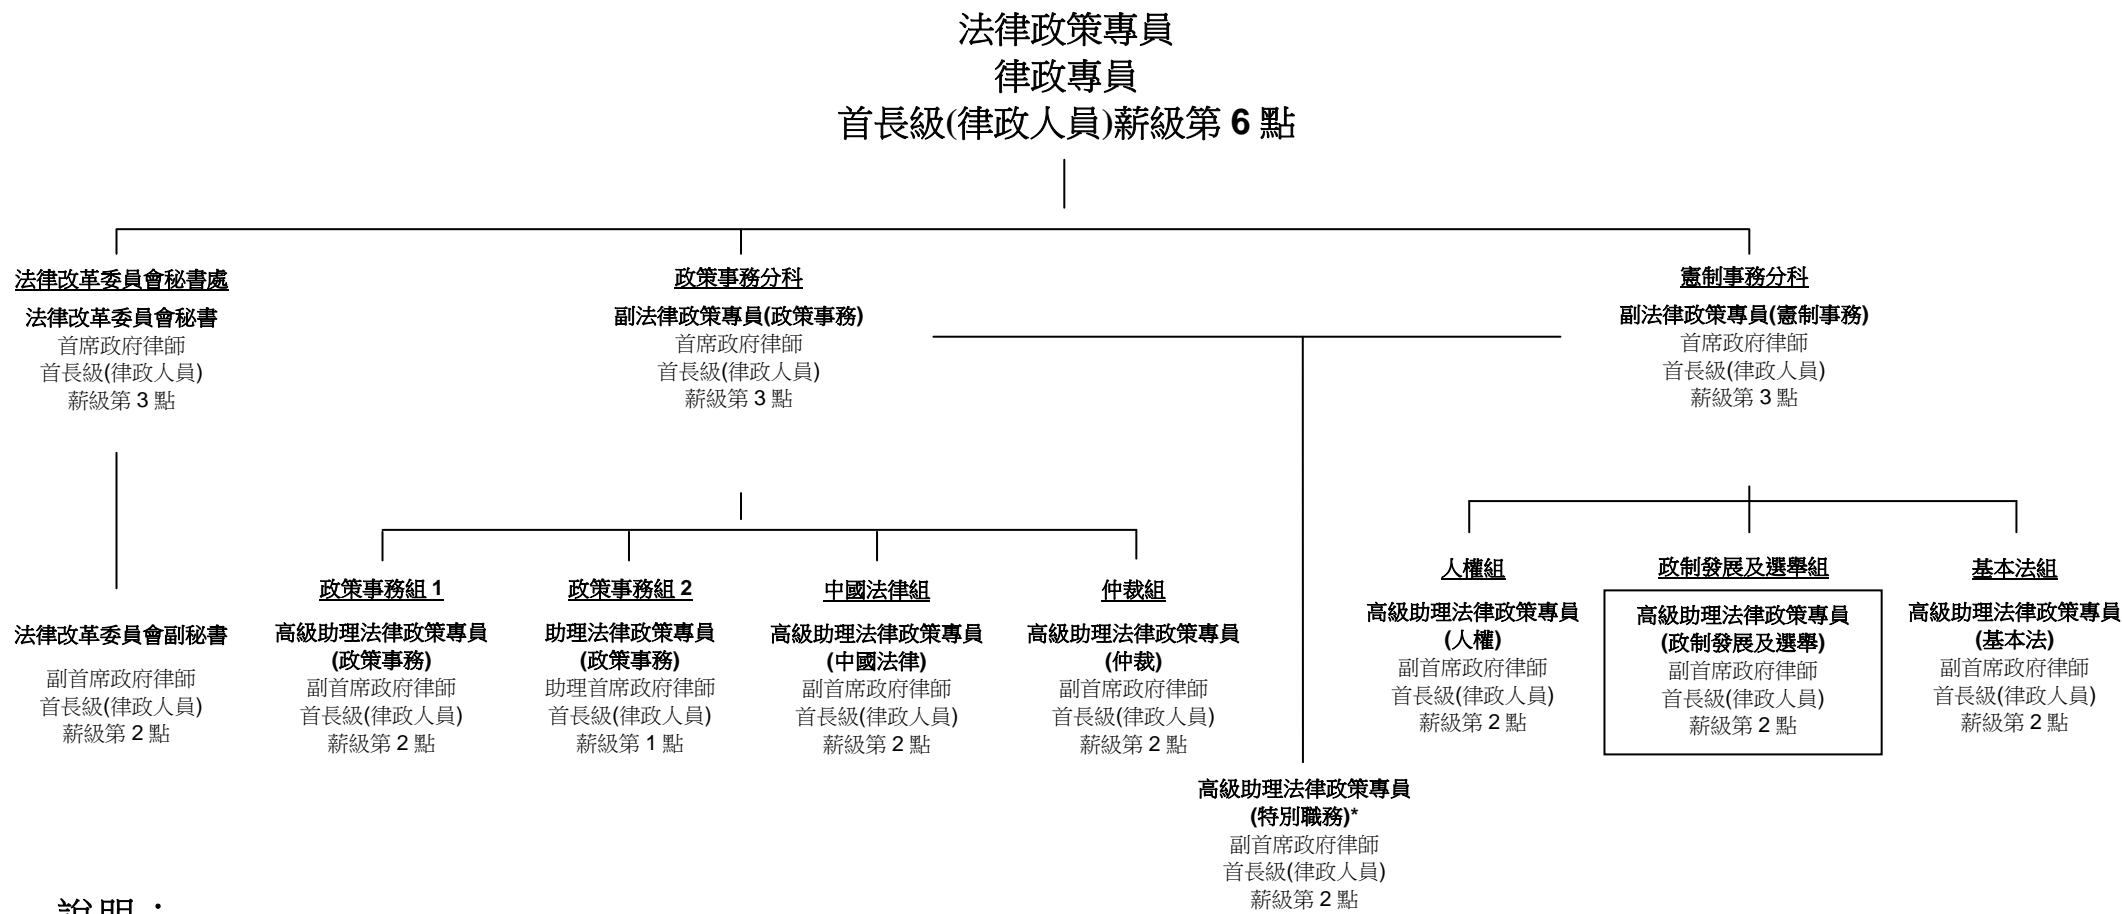 法律政策專員
律政專員
首長級(律政人員)薪級第 6 點
法律改革委員會秘書處
法律改革委員會秘書
首席政府律師
首長級(律政人員)
薪級第 3 點
政策事務分科
副法律政策專員(政策事務)
首席政府律師
首長級(律政人員)
薪級第 3 點
憲制事務分科
副法律政策專員(憲制事務)
首席政府律師
首長級(律政人員)
薪級第 3 點
法律改革委員會副秘書
副首席政府律師
首長級(律政人員)
薪級第 2 點
政策事務組 1
高級助理法律政策專員
(政策事務)
副首席政府律師
首長級(律政人員)
薪級第 2 點
政策事務組 2
助理法律政策專員
(政策事務)
助理首席政府律師
首長級(律政人員)
薪級第 1 點
中國法律組
高級助理法律政策專員
(中國法律)
副首席政府律師
首長級(律政人員)
薪級第 2 點
仲裁組
高級助理法律政策專員
(仲裁)
副首席政府律師
首長級(律政人員)
薪級第 2 點
高級助理法律政策專員
(特別職務)*
副首席政府律師
首長級(律政人員)
薪級第 2 點
人權組
高級助理法律政策專員
(人權)
副首席政府律師
首長級(律政人員)
薪級第 2 點
政制發展及選舉組
高級助理法律政策專員
(政制發展及選舉)
副首席政府律師
首長級(律政人員)
薪級第 2 點
基本法組
高級助理法律政策專員
(基本法)
副首席政府律師
首長級(律政人員)
薪級第 2 點
說明：